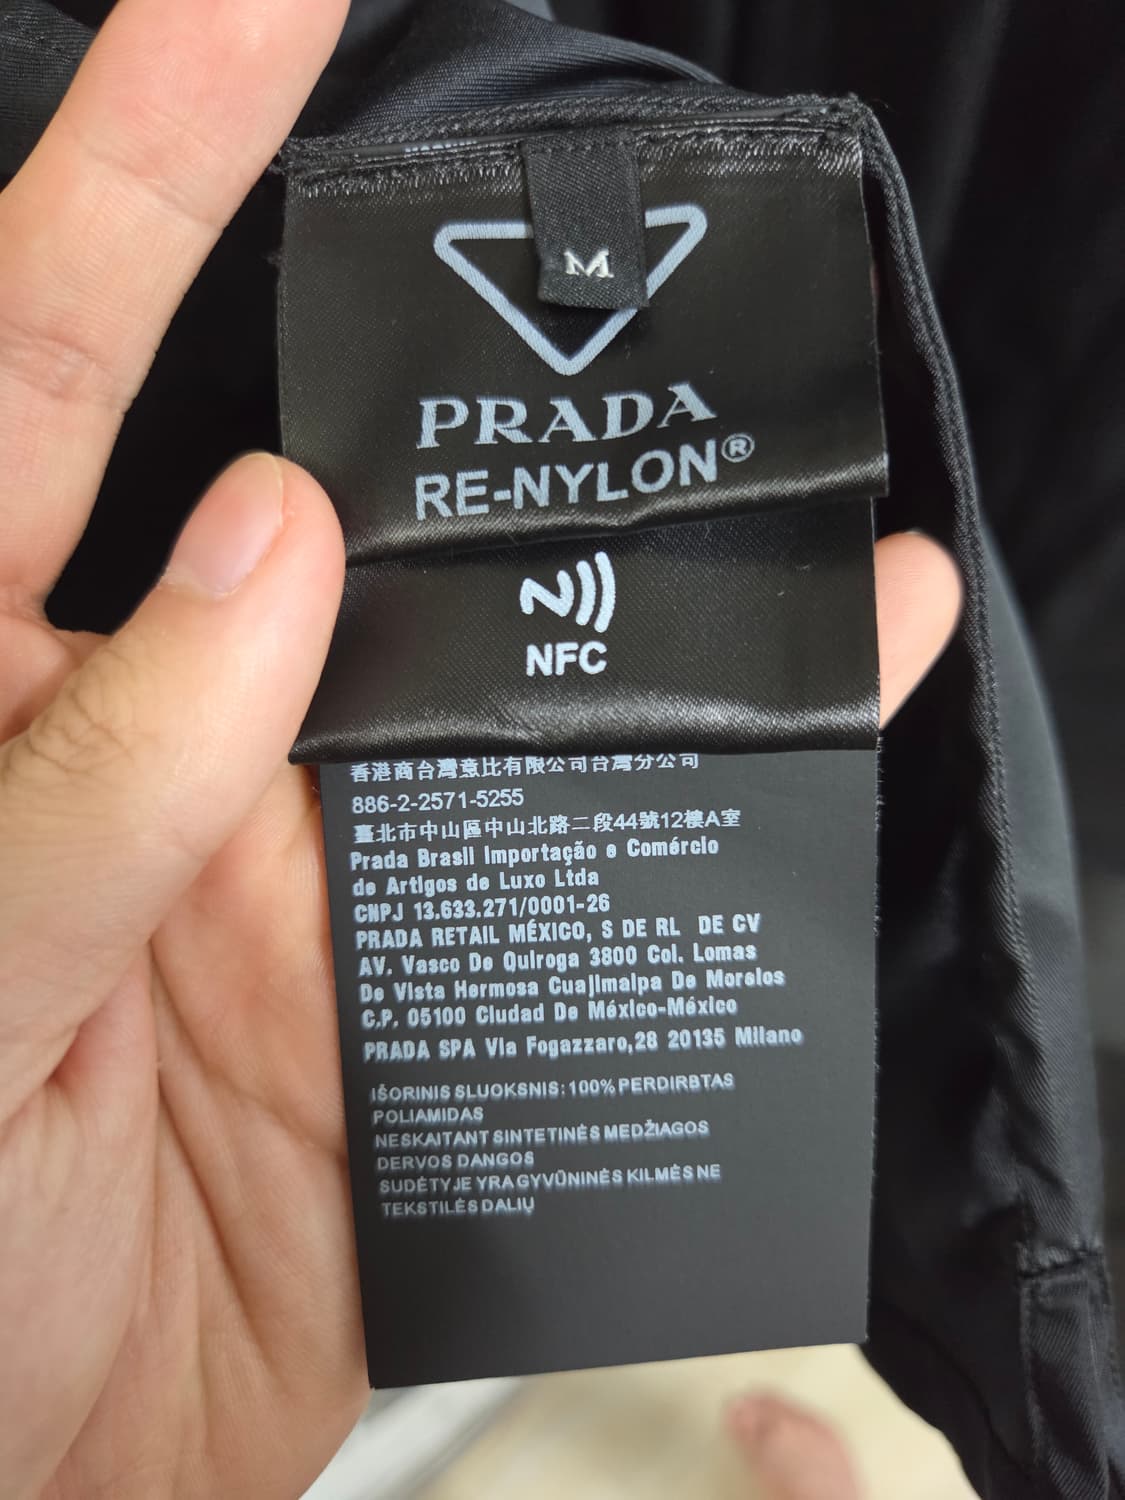 M
PRADA
RE-NYLON®
NFC
香港商台灣意比有限公司台灣分公司
886-2-2571-5255
臺北市中山區中山北路二段44號12樓A室
Prada Brasil Importação e Comércio
de Artigos de Luxo Ltda
CNPJ 13.633.271/0001-26
PRADA RETAIL MÉXICO, S DE RL DE CV
AV. Vasco De Quiroga 3800 Col. Lomas
De Vista Hermosa Cuajimalpa De Morelos
C.P. 05100 Ciudad De México-México
PRADA SPA Via Fogazzaro,28 20135 Milano
IŠORINIS SLUOKSNIS: 100% PERDIRBTAS
POLIAMIDAS
NESKAITANT SINTETINĖS MEDŽIAGOS
DERVOS DANGOS
SUDĖTYJE YRA GYVŪNINĖS KILMĖS NE
TEKSTILĖS DALIŲ